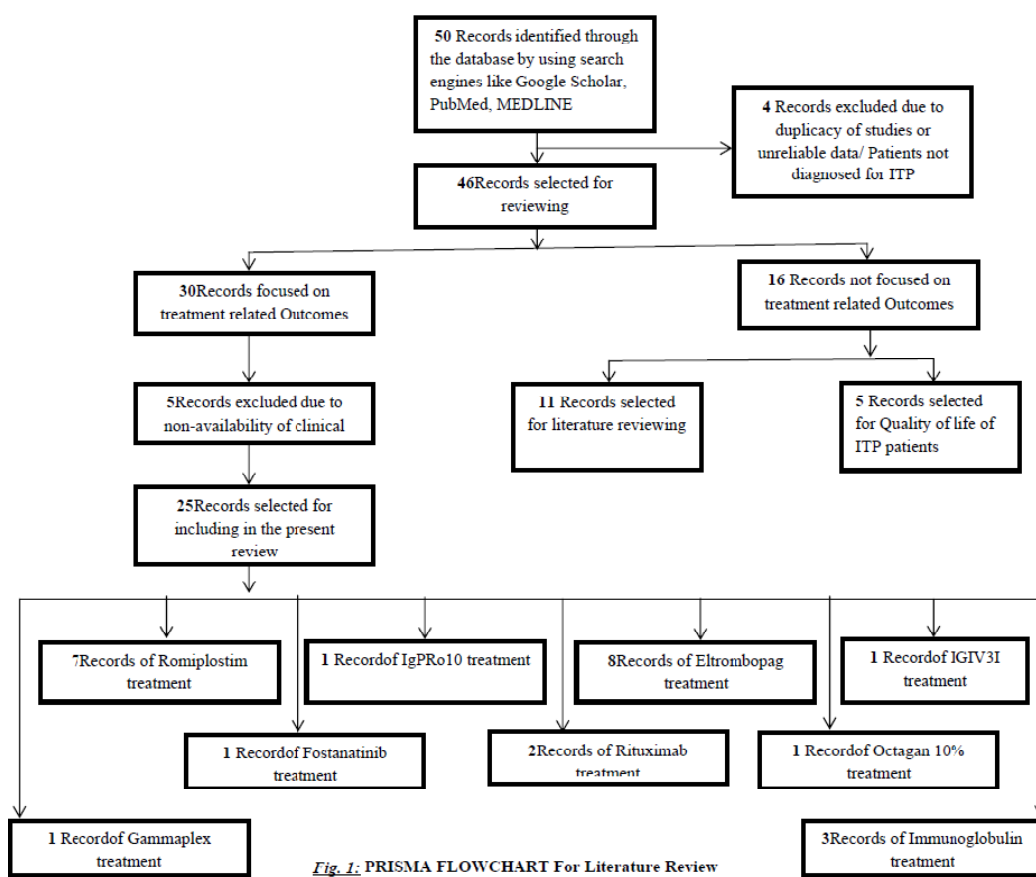 50 Records identified through
the database by using search
engines like Google Scholar,
PubMed, MEDLINE
4 Records excluded due to
duplicacy of studies or
unreliable data/ Patients not
diagnosed for ITP
46Records selected for
reviewing
30Records focused on
treatment related Outcomes
16 Records not focused on
treatment related Outcomes
5Records excluded due to
non-availability of clinical
11 Records selected
for literature reviewing
5 Records selected
for Quality of life of
ITP patients
25Records selected for
including in the present
review
7Records of Romiplostim
treatment
1 Recordof IgPRo10 treatment
8Records of Eltrombopag
treatment
1 Recordof IGIV3I
treatment
1 Recordof Fostanatinib
treatment
2Records of Rituximab
treatment
1 Recordof Octagan 10%
treatment
1 Recordof Gammaplex
treatment
3Records of Immunoglobulin
treatment
Fig. 1: PRISMA FLOWCHART For Literature Review